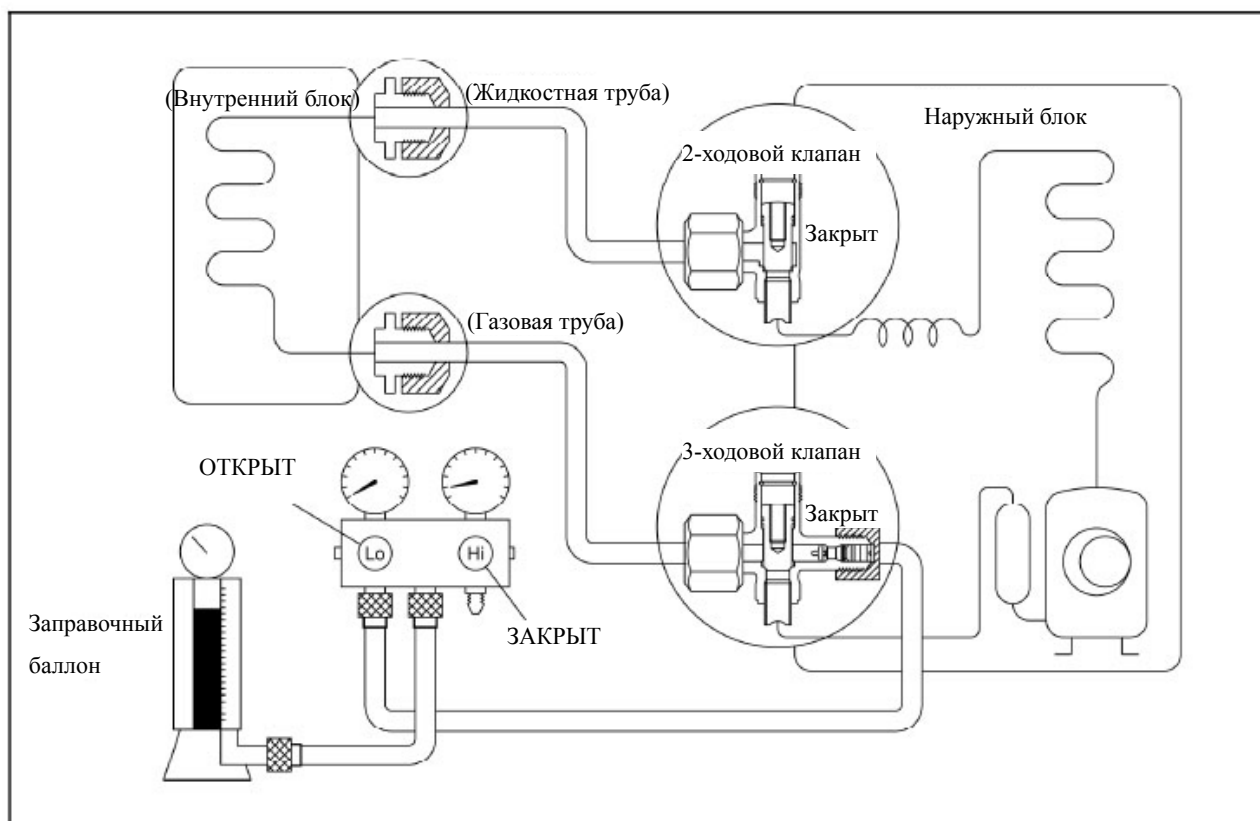 (Внутренний блок)
(Жидкостная труба)
Наружный блок
2-ходовой клапан
Закрыт
(Газовая труба)
3-ходовой клапан
Закрыт
ОТКРЫТ
Lo
Hi
ЗАКРЫТ
Заправочный
баллон